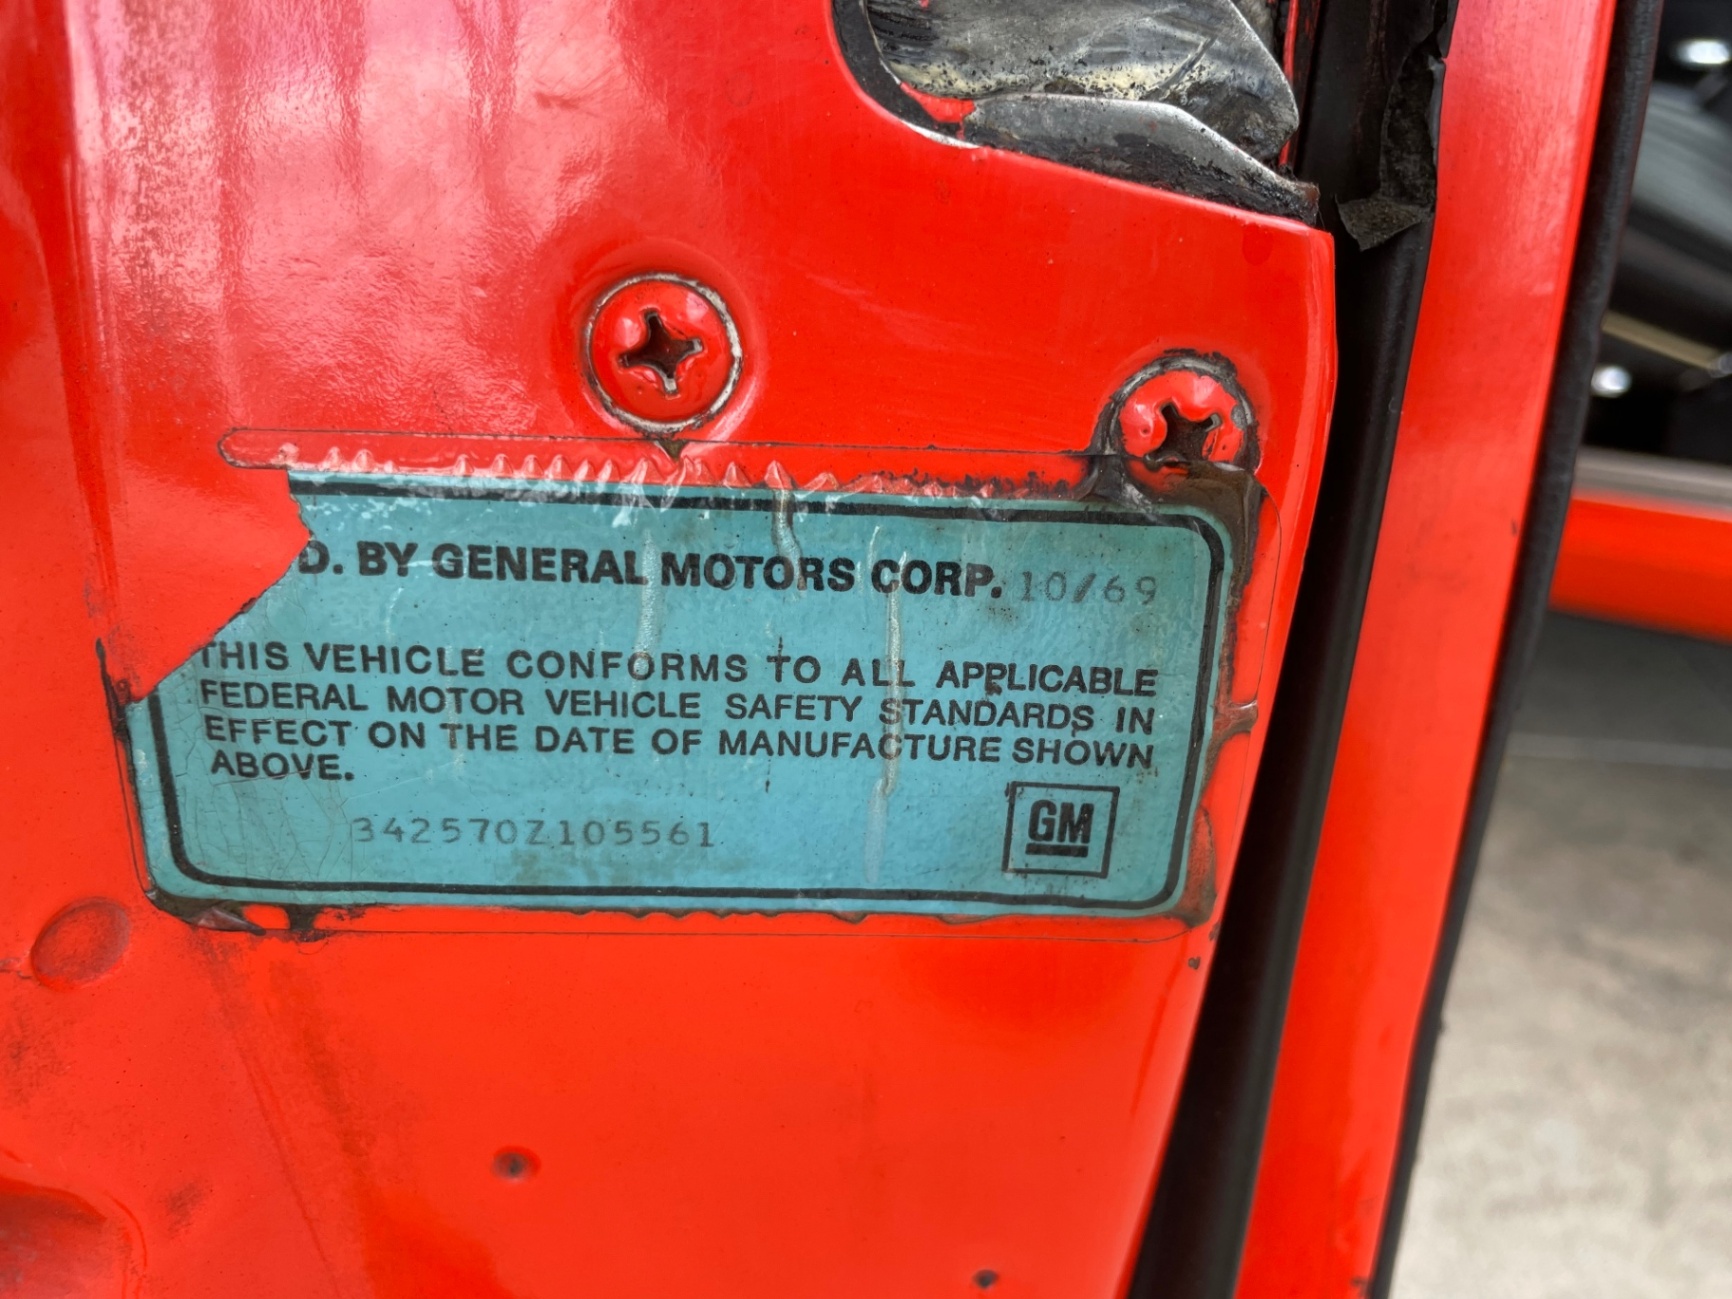 D. BY GENERAL MOTORS CORP. 10/69
THIS VEHICLE CONFORMS TO ALL APPLICABLE
FEDERAL MOTOR VEHICLE SAFETY STANDARDS IN
EFFECT ON THE DATE OF MANUFACTURE SHOWN
ABOVE.
342570Z105561
GM